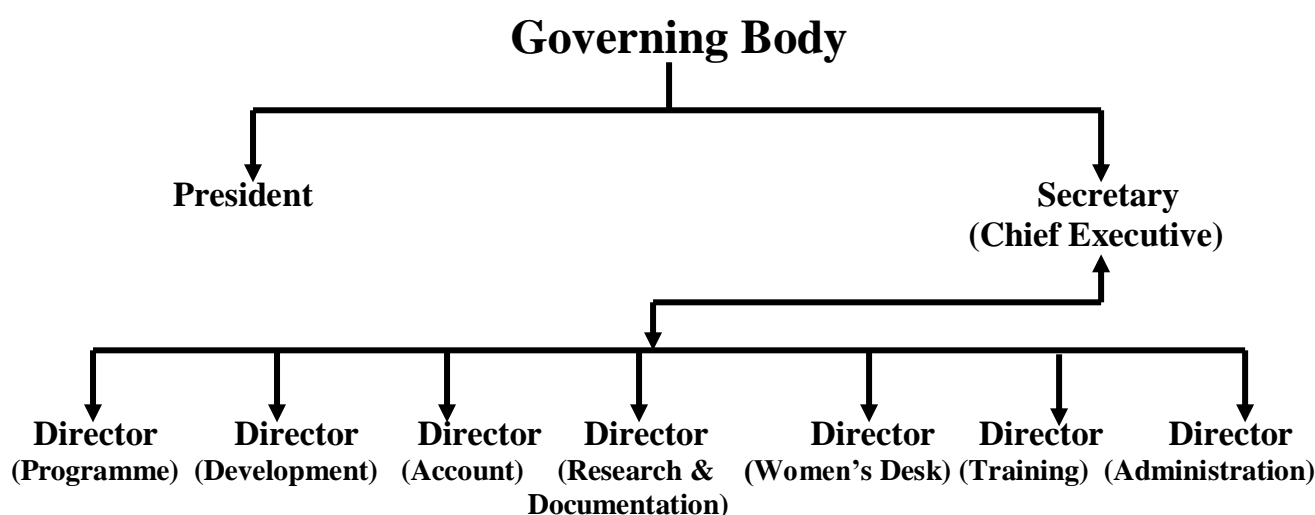 Governing Body
President
Secretary
(Chief Executive)
Director
(Programme)
Director
(Development)
Director
(Account)
Director
(Research &
Documentation)
Director
(Women’s Desk)
Director
(Training)
Director
(Administration)